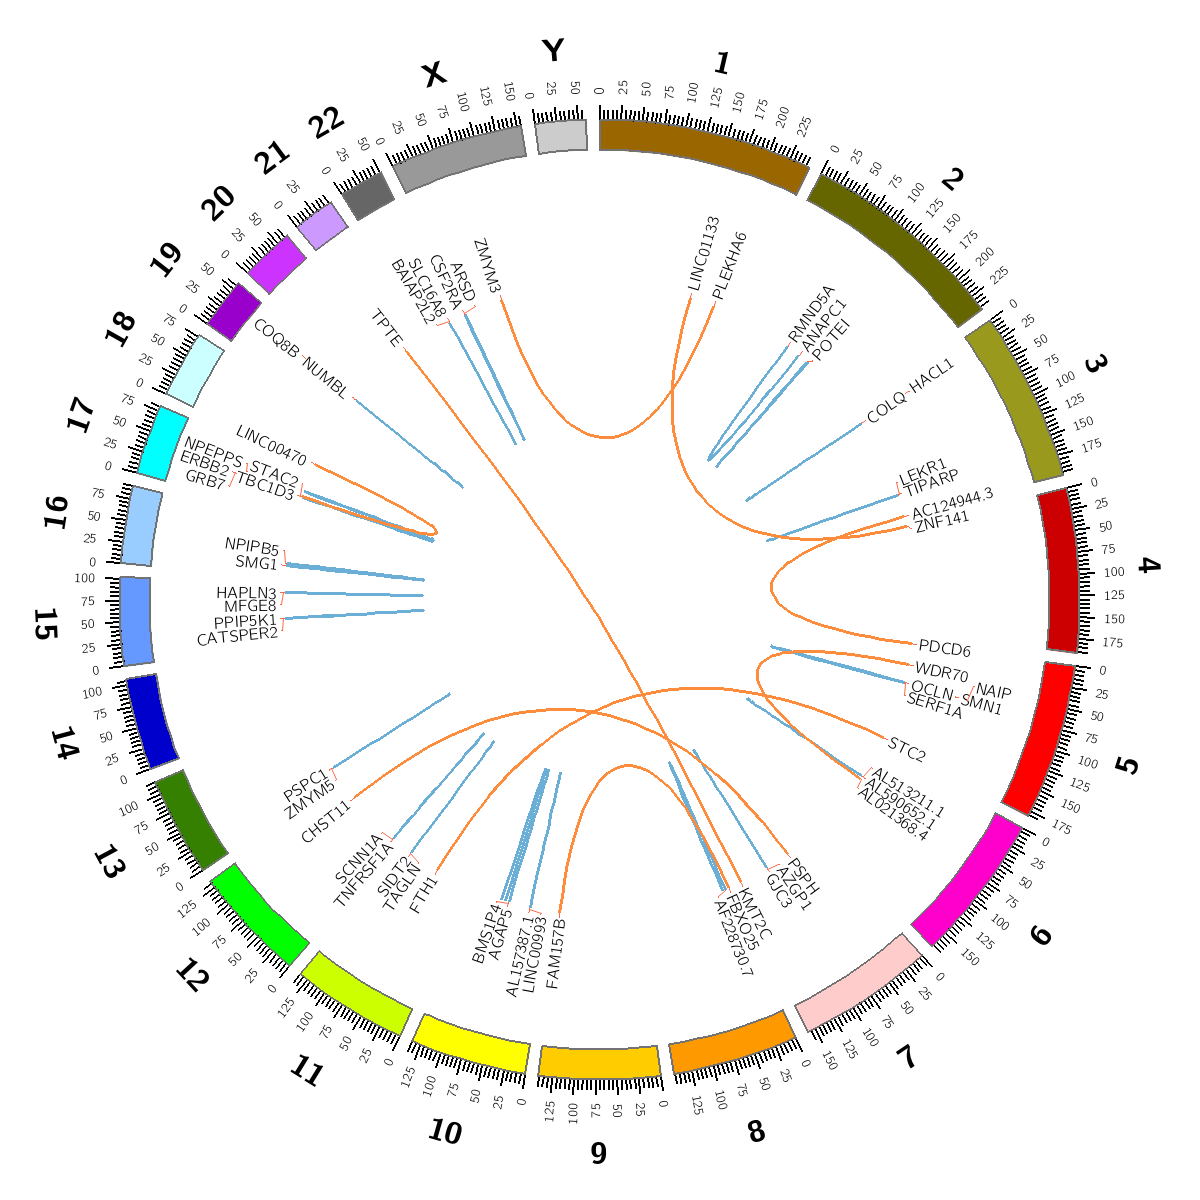 1
0 25 50 75 100 125 150 175 200 225
2
0 25 50 75 100 125 150 175 200 225
3
0 25 50 75 100 125 150 175
4
0 25 50 75 100 125 150 175
5
0 25 50 75 100 125 150 175
6
0 25 50 75 100 125 150
7
0 25 50 75 100 125 150
8
0 25 50 75 100 125
9
0 25 50 75 100 125
10
0 25 50 75 100 125
11
0 25 50 75 100 125
12
0 25 50 75 100 125
13
0 25 50 75 100
14
0 25 50 75 100
15
0 25 50 75 100
16
0 25 50 75
17
0 25 50 75
18
0 25 50 75
19
0 25 50
20
0 25 50
21
0 25
22
0 25 50
X
0 25 50 75 100 125 150
Y
0 25 50
LINC01133
PLEKHA6
RMND5A
ANAPC1
POTEI
COLQ-HACL1
LEKR1
TIPARP
AC124944.3
ZNF141
PDCD6
WDR70
OCLN-SMN1
NAIP
SERF1A
STC2
AL513211.1
AL590652.1
AL021368.4
PSPH
AZGP1
GJC3
KMT2C
FBXO25
AF228730.7
FAM157B
LINC00993
AL157387.1
AGAP5
BMS1P4
FTH1
TAGLN
SIDT2
TNFRSF1A
SCNN1A
CHST11
ZMYM5
PSPC1
CATSPER2
PPIP5K1
MFGE8
HAPLN3
SMG1
NPIPB5
GRB7
ERBB2-TBC1D3
NPEPPS
STAC2
LINC00470
COQ8B-NUMBL
TPTE
BAIAP2L2
SLC16A8
CSF2RA
ARSD
ZMYM3